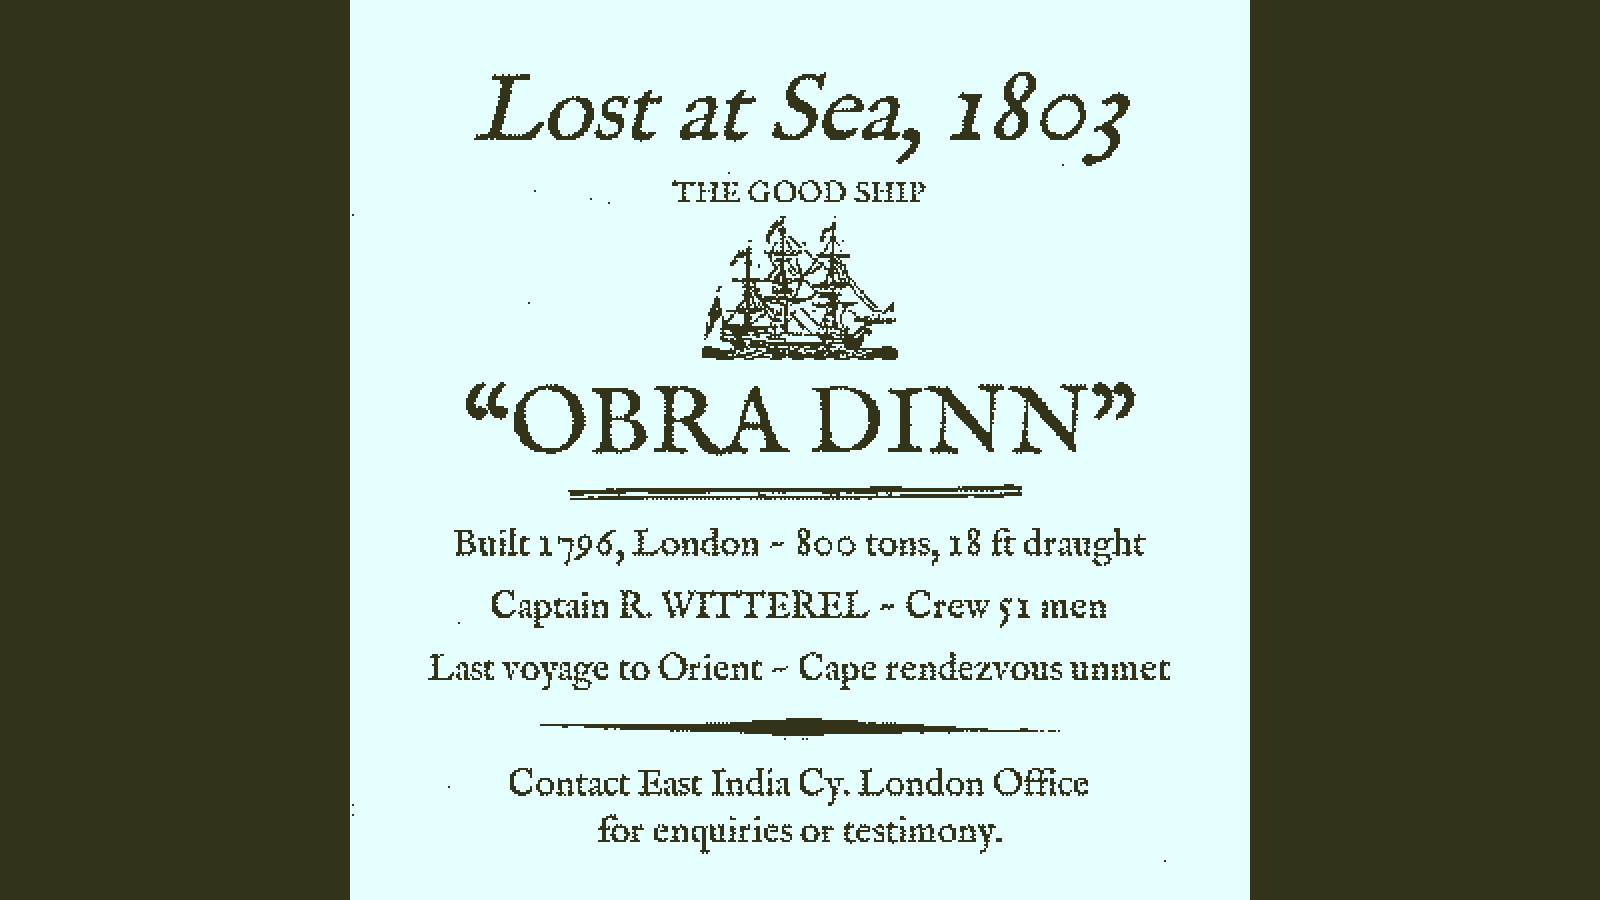 Lost at Sea, 1803
THE GOOD SHIP
“OBRA DINN”
Built 1796, London ~ 800 tons, 18 ft draught
Captain R. WITTEREL ~ Crew 51 men
Last voyage to Orient ~ Cape rendezvous unmet
Contact East India Cy. London Office
for enquiries or testimony.